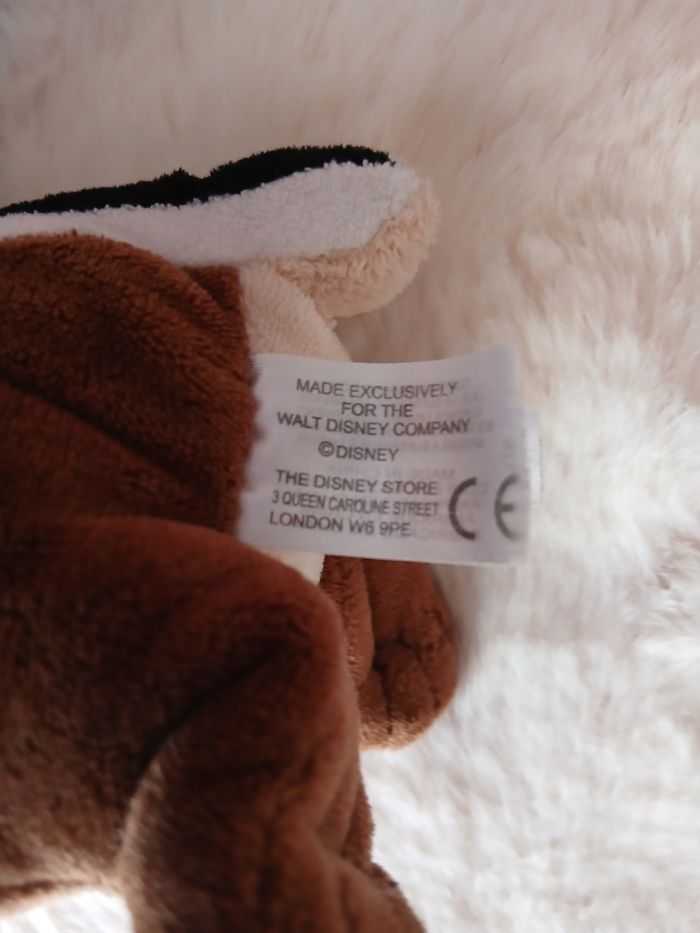 MADE EXCLUSIVELY
FOR THE
WALT DISNEY COMPANY
©DISNEY
THE DISNEY STORE
3 QUEEN CAROLINE STREET
LONDON W6 9PE
CE